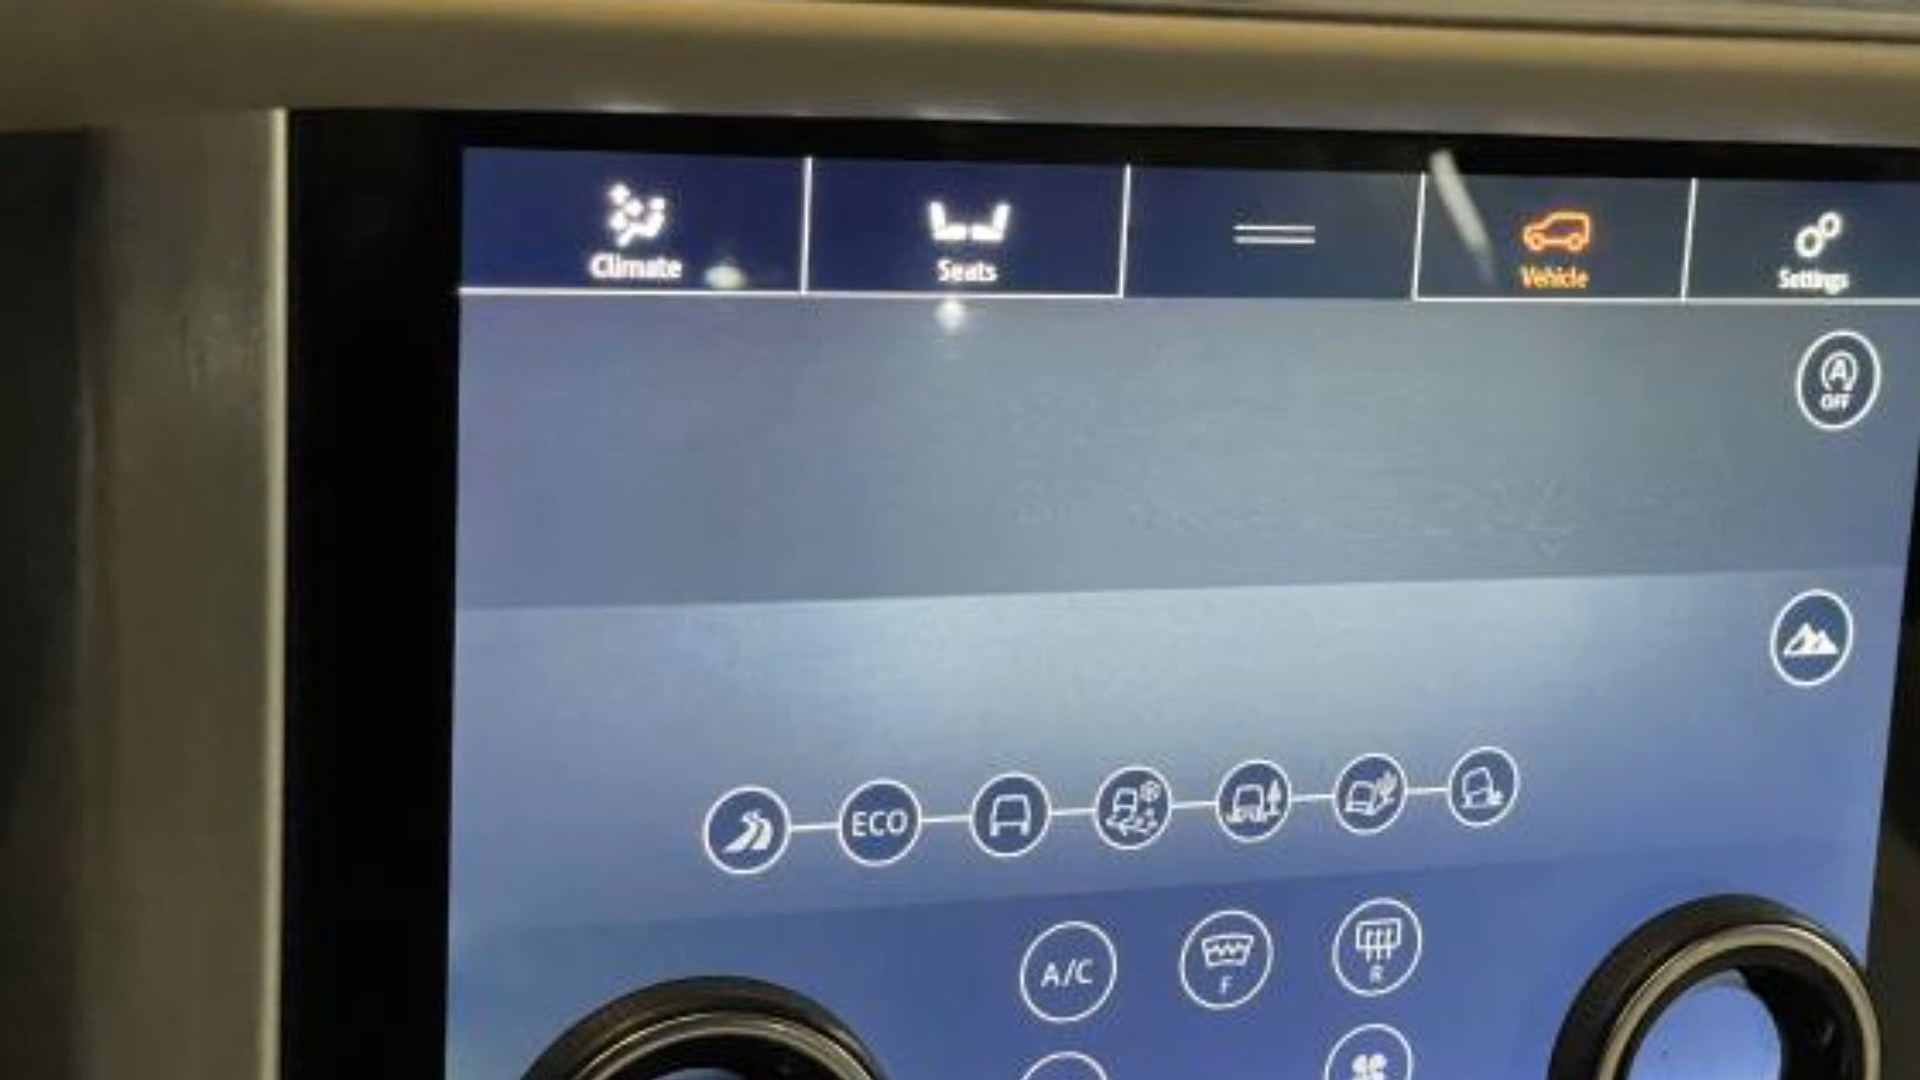 Climate
Seats
Vehicle
Settings
A
OFF
ECO
A/C
F
R